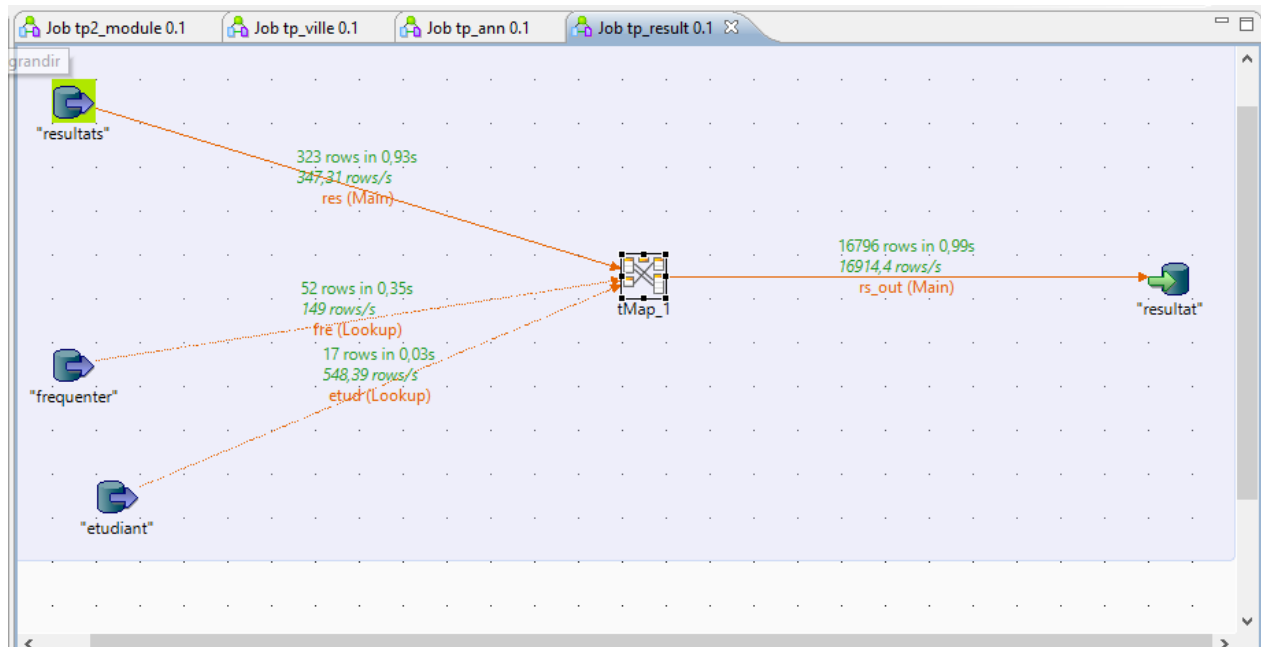 Job tp2_module 0.1
Job tp_ville 0.1
Job tp_ann 0.1
Job tp_result 0.1
grandir
"resultats"
323 rows in 0,93s
347,31 rows/s
res (Main)
16796 rows in 0,99s
16914,4 rows/s
rs_out (Main)
52 rows in 0,35s
149 rows/s
fre (Lookup)
tMap_1
"resultat"
17 rows in 0,03s
548,39 rows/s
etud (Lookup)
"frequenter"
"etudiant"